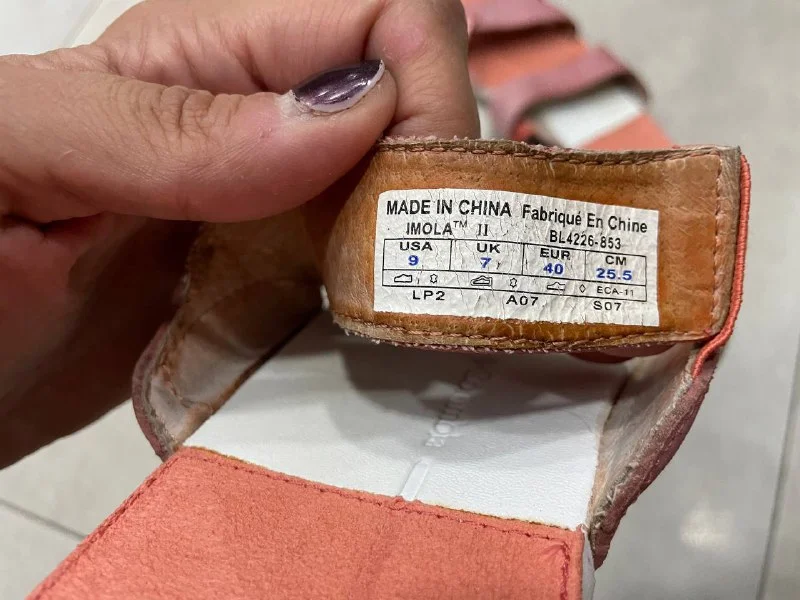 MADE IN CHINA Fabriqué En Chine
IMOLA™ II BL4226-853
USA UK EUR CM
9 7 40 25.5
ECA-11
LP2 A07 S07